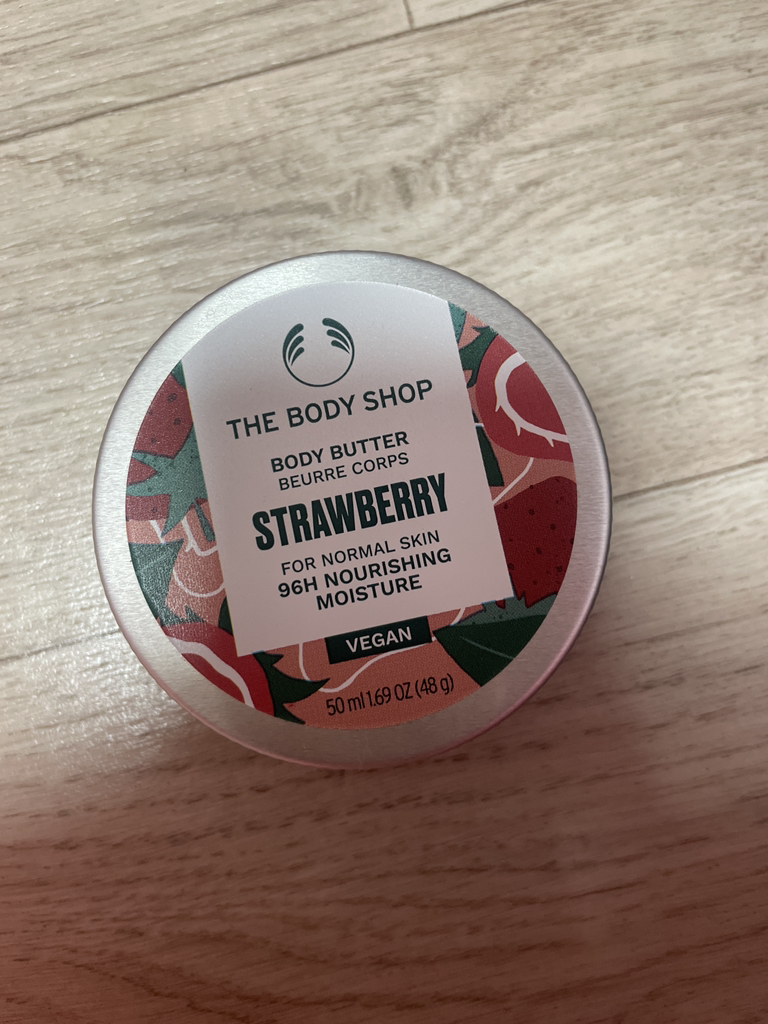 THE BODY SHOP
BODY BUTTER
BEURRE CORPS
STRAWBERRY
FOR NORMAL SKIN
96H NOURISHING
MOISTURE
VEGAN
50 ml 1.69 OZ (48 g)